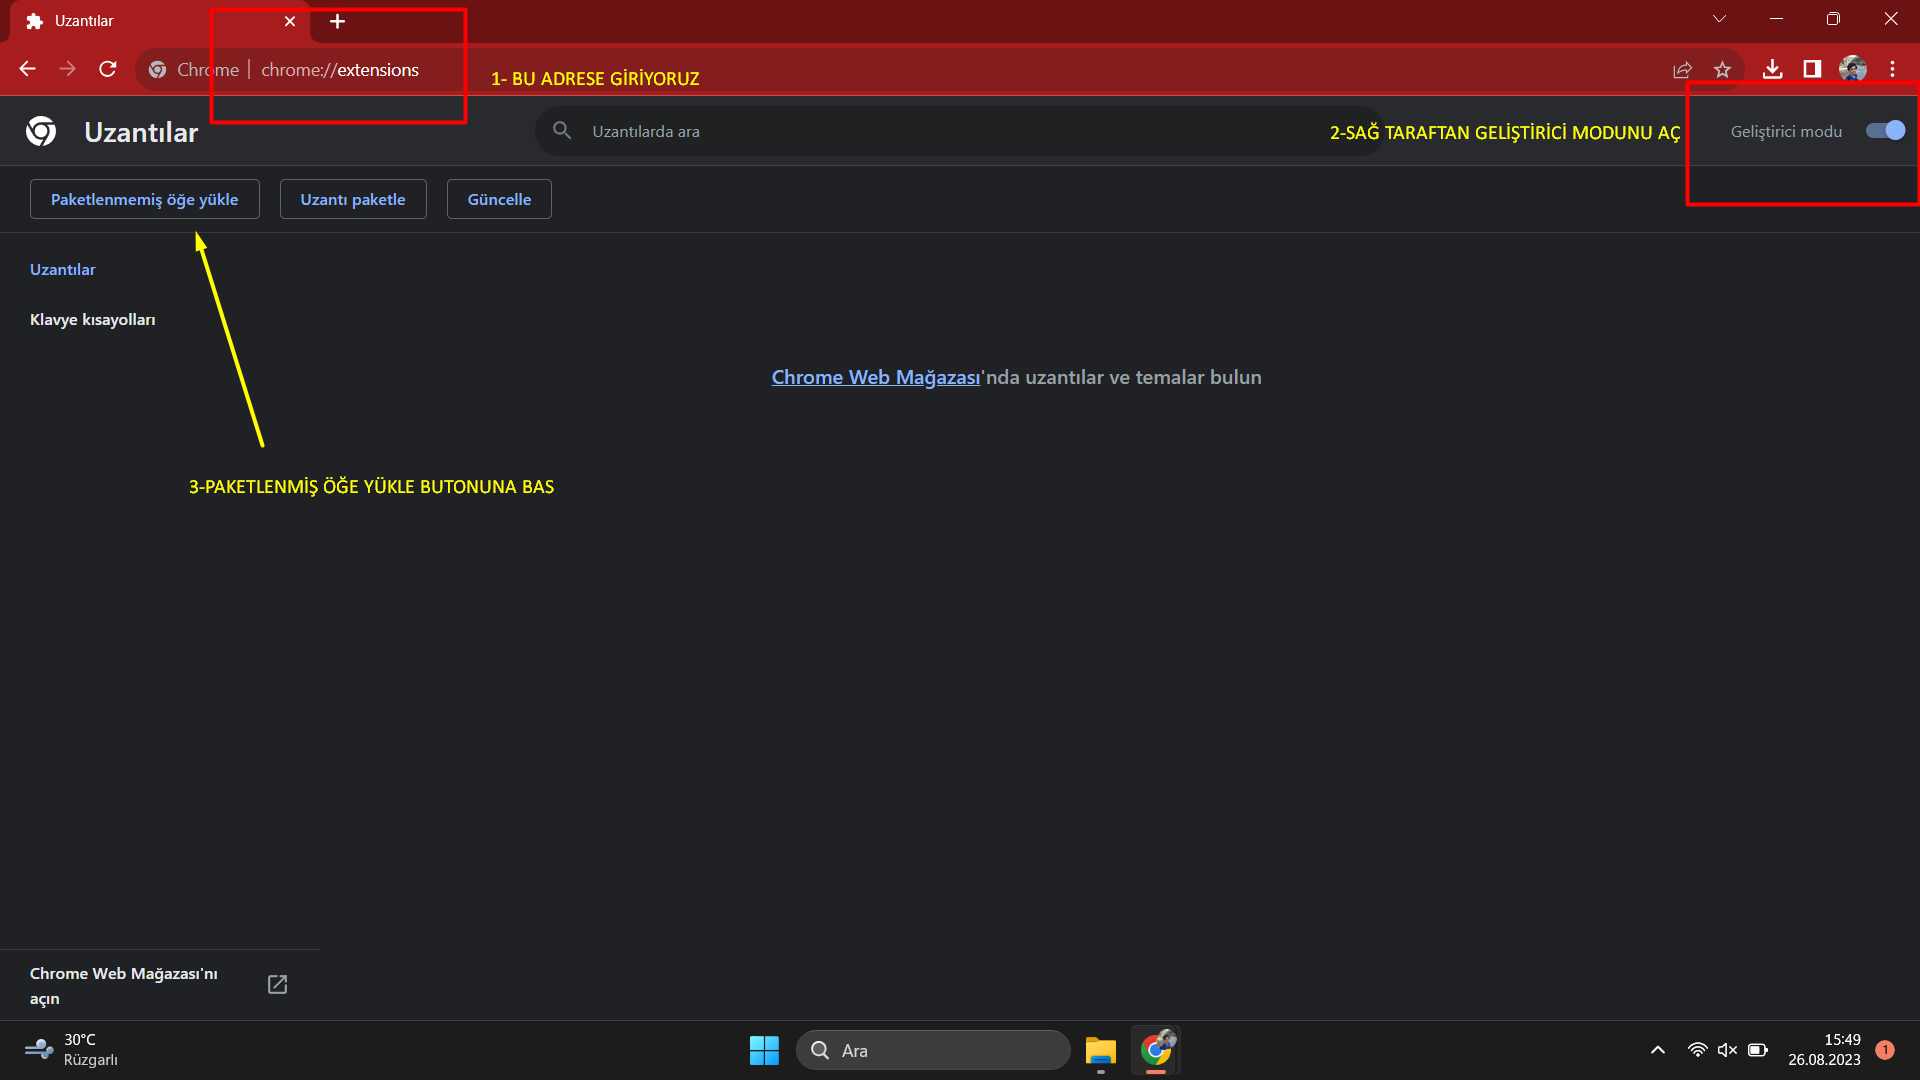 Uzantılar
Chrome
chrome://extensions
1- BU ADRESE GİRİYORUZ
Uzantılar
Uzantılarda ara
2-SAĞ TARAFTAN GELİŞTİRİCİ MODUNU AÇ
Geliştirici modu
Paketlenmemiş öğe yükle
Uzantı paketle
Güncelle
Uzantılar
Klavye kısayolları
Chrome Web Mağazası'nda uzantılar ve temalar bulun
3-PAKETLENMİŞ ÖĞE YÜKLE BUTONUNA BAS
Chrome Web Mağazası'nı
açın
30°C
Rüzgarlı
Ara
15:49
26.08.2023
1